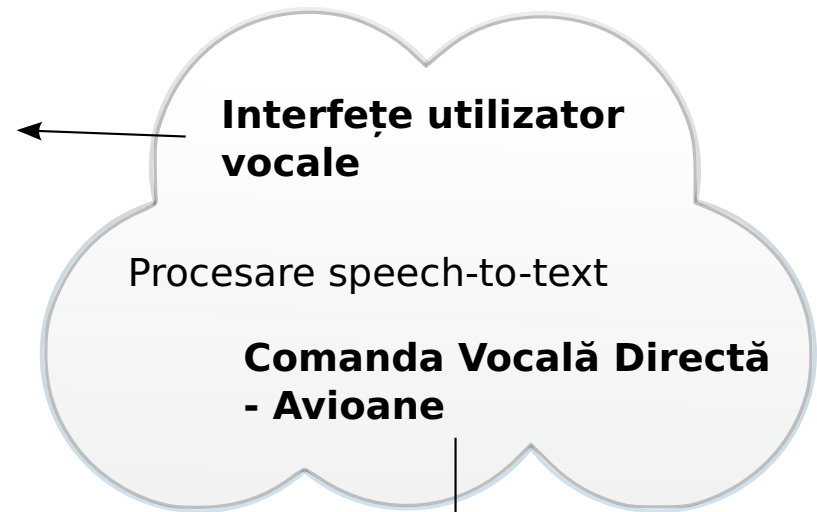 Interfețe utilizator
vocale
Procesare speech-to-text
Comanda Vocală Directă
- Avioane